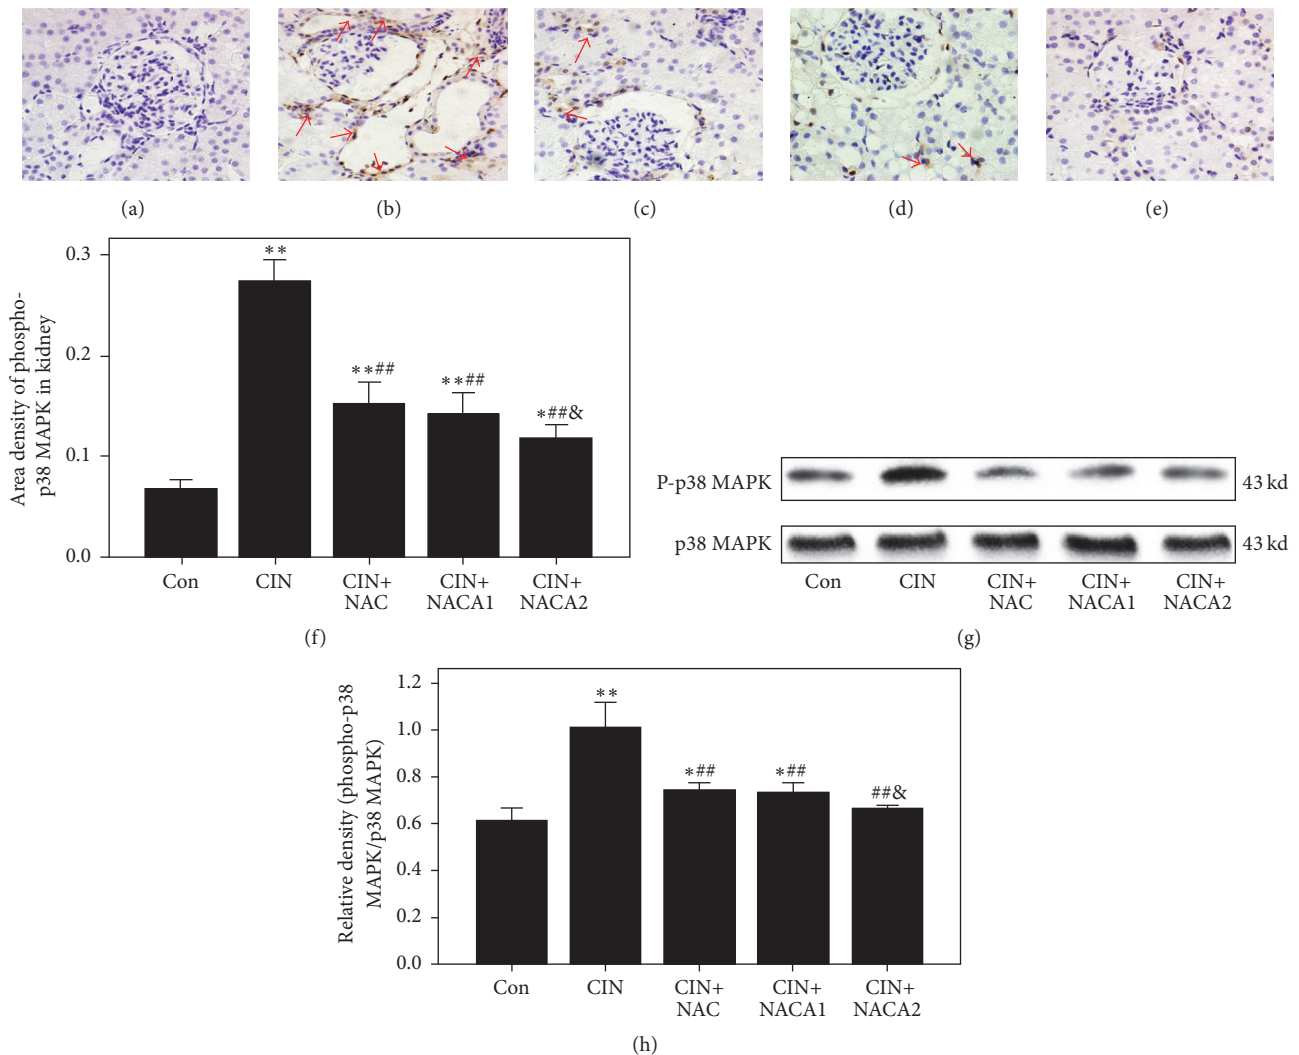 (a)
(b)
(c)
(d)
(e)
Area density of phospho-
p38 MAPK in kidney
0.3
0.2
0.1
0.0
**
**##
**##
*##&
Con
CIN
CIN+
NAC
CIN+
NACA1
CIN+
NACA2
(f)
P-p38 MAPK
43 kd
p38 MAPK
43 kd
Con
CIN
CIN+
NAC
CIN+
NACA1
CIN+
NACA2
(g)
Relative density (phospho-p38
MAPK/p38 MAPK)
1.2
1.0
0.8
0.6
0.4
0.2
0.0
**
*##
*##
##&
Con
CIN
CIN+
NAC
CIN+
NACA1
CIN+
NACA2
(h)